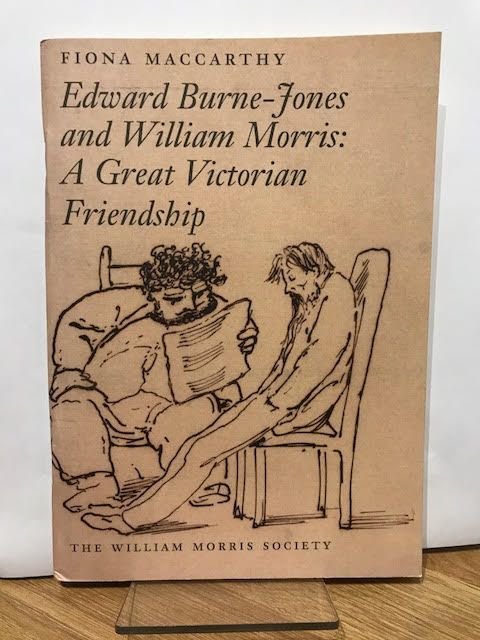 FIONA MACCARTHY
Edward Burne-Jones
and William Morris:
A Great Victorian
Friendship
THE WILLIAM MORRIS SOCIETY